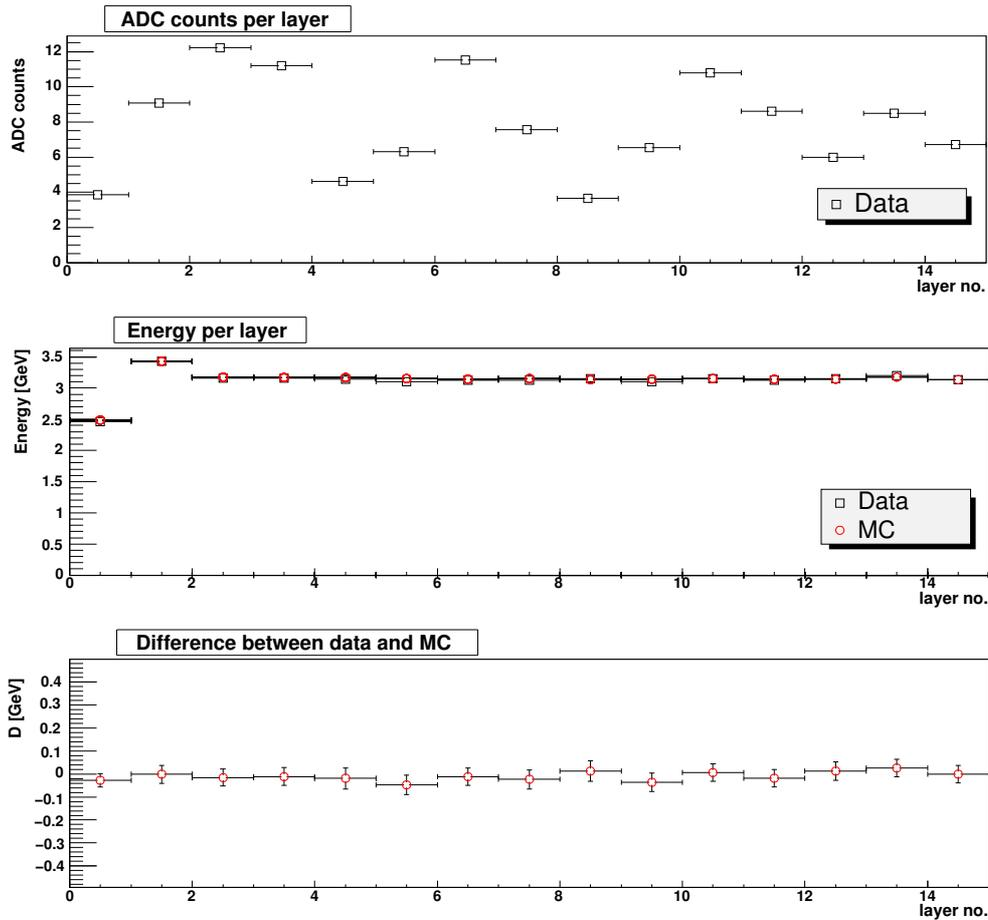 ADC counts per layer
ADC counts
12
10
8
6
4
2
0
Data
0 2 4 6 8 10 12 14
layer no.
Energy per layer
Energy [GeV]
3.5
3
2.5
2
1.5
1
0.5
0
Data
MC
0 2 4 6 8 10 12 14
layer no.
Difference between data and MC
D [GeV]
0.4
0.3
0.2
0.1
0
−0.1
−0.2
−0.3
−0.4
0 2 4 6 8 10 12 14
layer no.